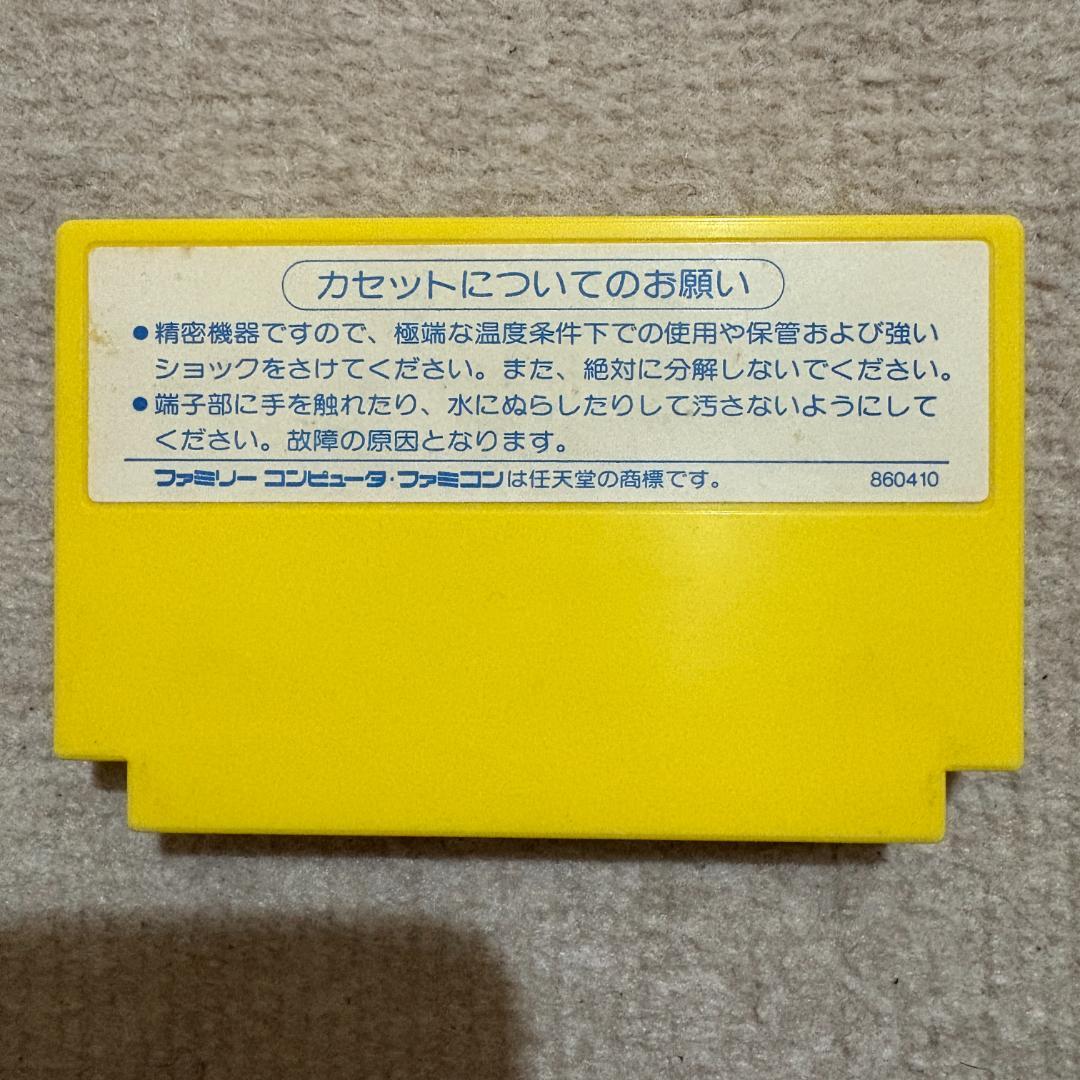 カセットについてのお願い
●精密機器ですので、極端な温度条件下での使用や保管および強い
ショックをさけてください。また、絶対に分解しないでください。
●端子部に手を触れたり、水にぬらしたりして汚さないようにして
ください。故障の原因となります。
ファミリーコンピュータ・ファミコンは任天堂の商標です。 860410